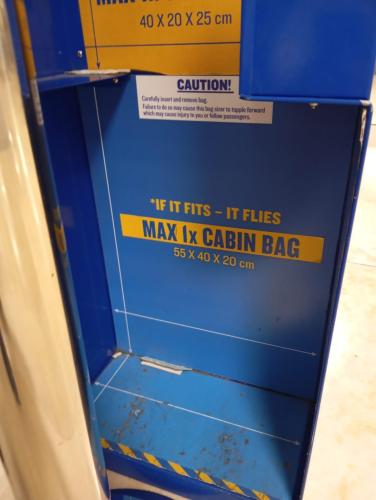 40 X 20 X 25 cm
CAUTION!
Carefully insert and remove bag.
Failure to do so may cause this bag sizer to topple forward
which may cause injury to you or fellow passengers.
*IF IT FITS – IT FLIES
MAX 1x CABIN BAG
55 X 40 X 20 cm